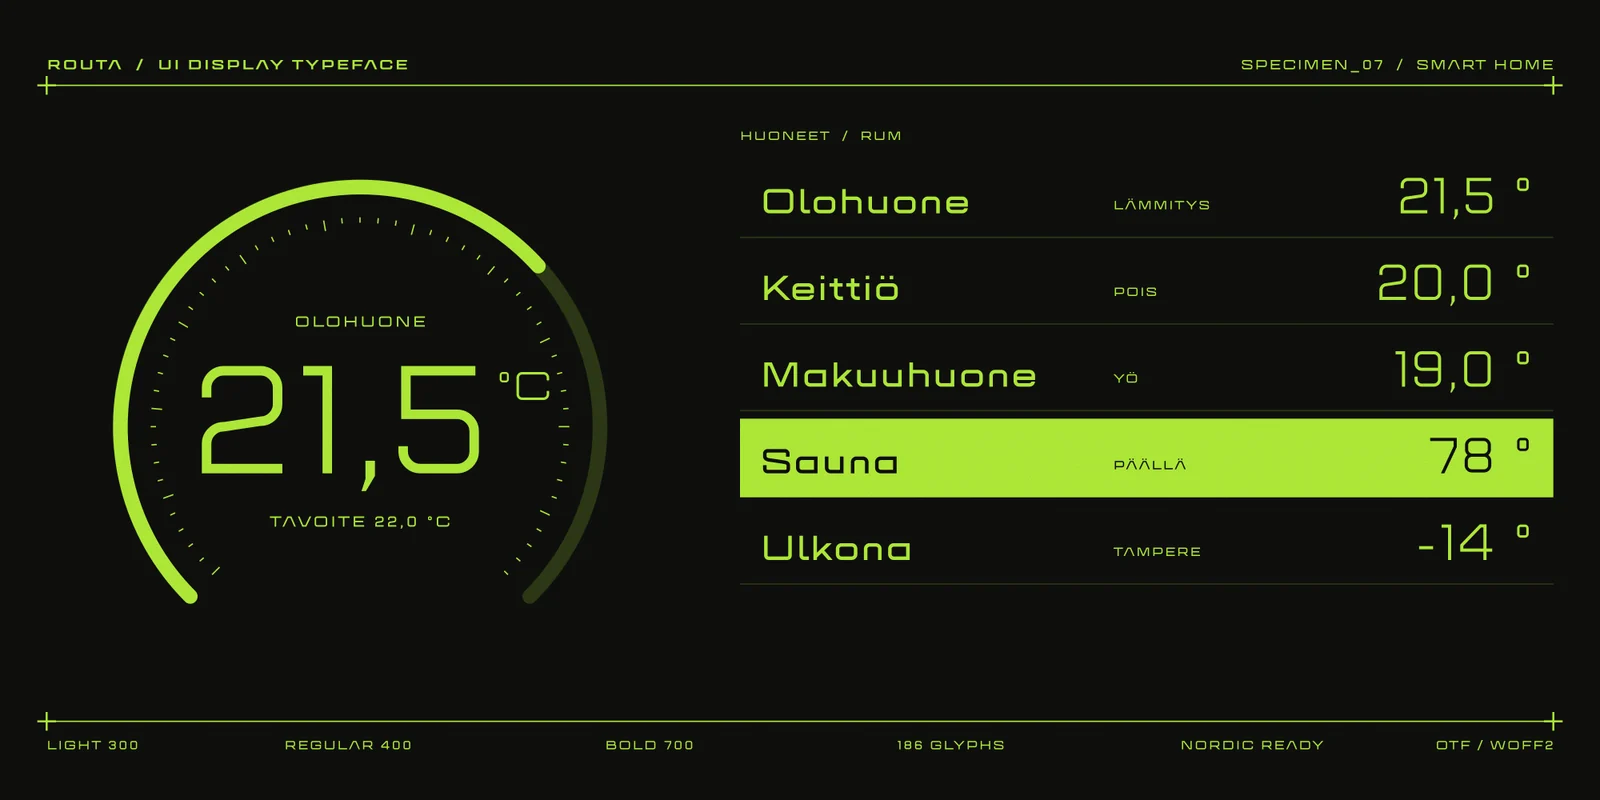 ROUTA / UI DISPLAY TYPEFACE
SPECIMEN_07 / SMART HOME
OLOHUONE
21,5 °C
TAVOITE 22,0 °C
HUONEET / RUM
Olohuone LÄMMITYS 21,5 °
Keittiö POIS 20,0 °
Makuuhuone YÖ 19,0 °
Sauna PÄÄLLÄ 78 °
Ulkona TAMPERE -14 °
LIGHT 300
REGULAR 400
BOLD 700
186 GLYPHS
NORDIC READY
OTF / WOFF2